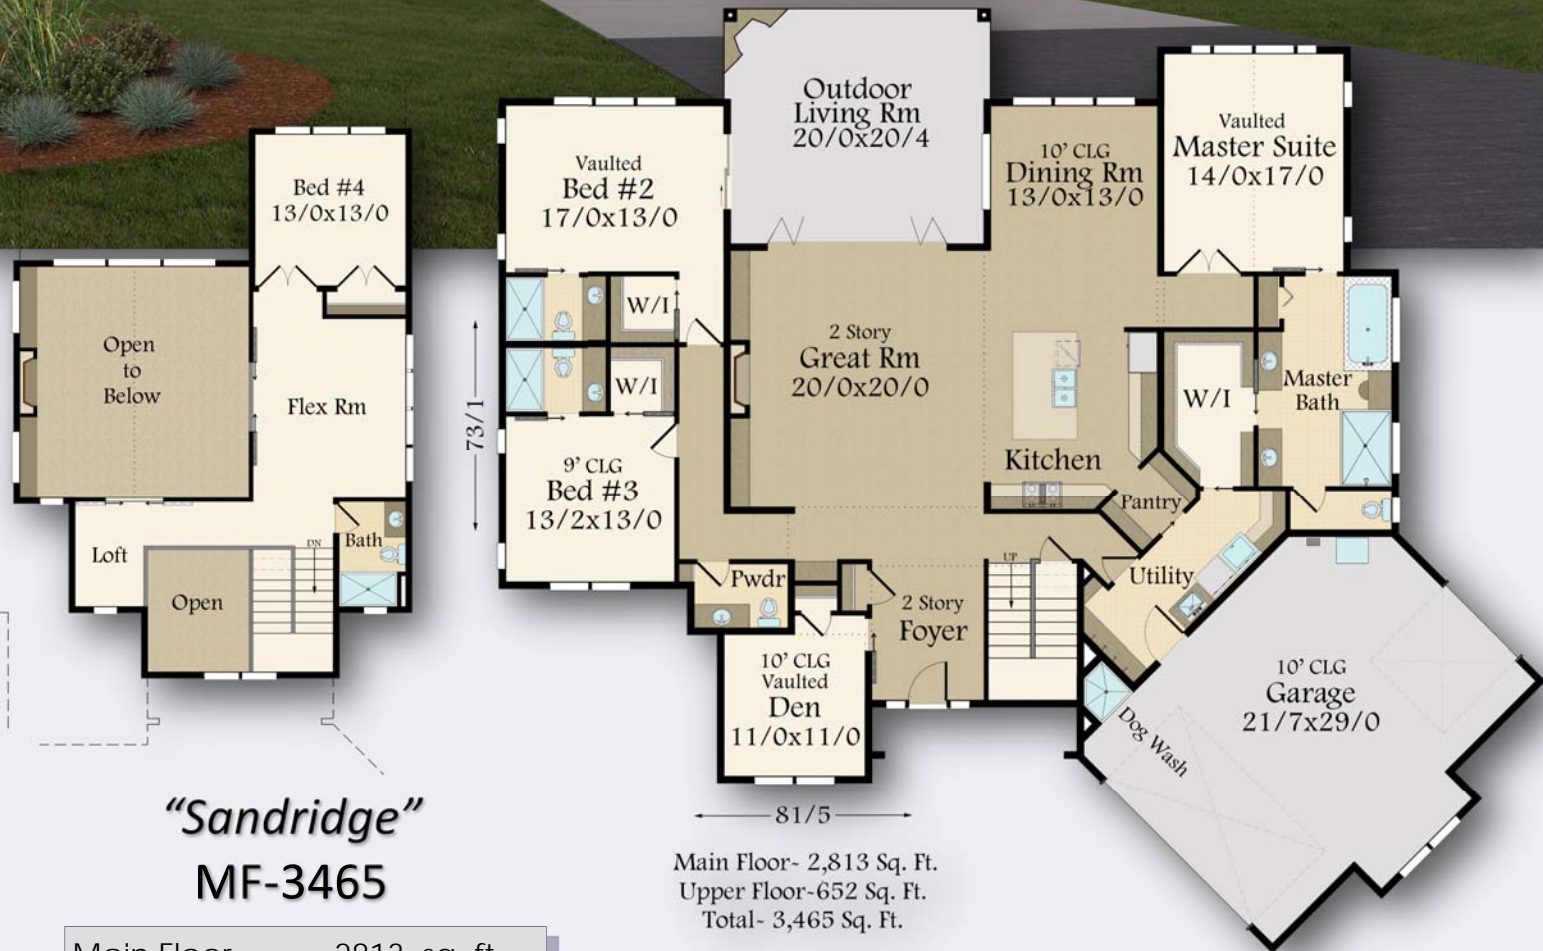 Bed #4
13/0x13/0
Open
to
Below
Flex Rm
Loft
DN
Bath
Open
Vaulted
Bed #2
17/0x13/0
Outdoor
Living Rm
20/0x20/4
10' CLG
Dining Rm
13/0x13/0
Vaulted
Master Suite
14/0x17/0
W/I
W/I
73/1
2 Story
Great Rm
20/0x20/0
W/I
Master
Bath
9' CLG
Bed #3
13/2x13/0
Kitchen
Pantry
UP
Utility
Pwdr
2 Story
Foyer
10' CLG
Vaulted
Den
11/0x11/0
10' CLG
Garage
21/7x29/0
Dog Wash
81/5
"Sandridge"
MF-3465
Main Floor- 2,813 Sq. Ft.
Upper Floor-652 Sq. Ft.
Total- 3,465 Sq. Ft.
Main Floor 2813 sq. ft.